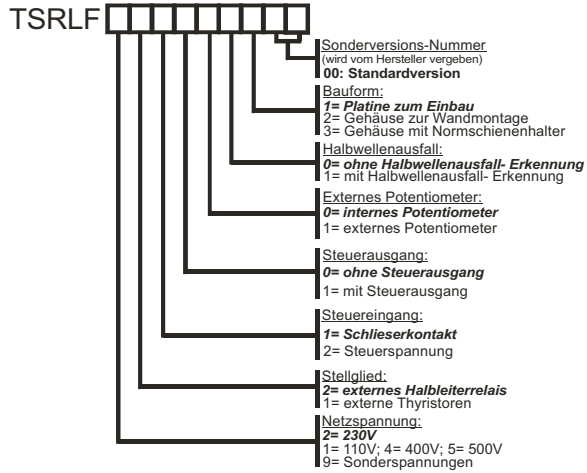 TSRLF
Sonderversions-Nummer
(wird vom Hersteller vergeben)
00: Standardversion
Bauform:
1= Platine zum Einbau
2= Gehäuse zur Wandmontage
3= Gehäuse mit Normschienenhalter
Halbwellenausfall:
0= ohne Halbwellenausfall- Erkennung
1= mit Halbwellenausfall- Erkennung
Externes Potentiometer:
0= internes Potentiometer
1= externes Potentiometer
Steuerausgang:
0= ohne Steuerausgang
1= mit Steuerausgang
Steuereingang:
1= Schlieserkontakt
2= Steuerspannung
Stellglied:
2= externes Halbleiterrelais
1= externe Thyristoren
Netzspannung:
2= 230V
1= 110V; 4= 400V; 5= 500V
9= Sonderspannungen